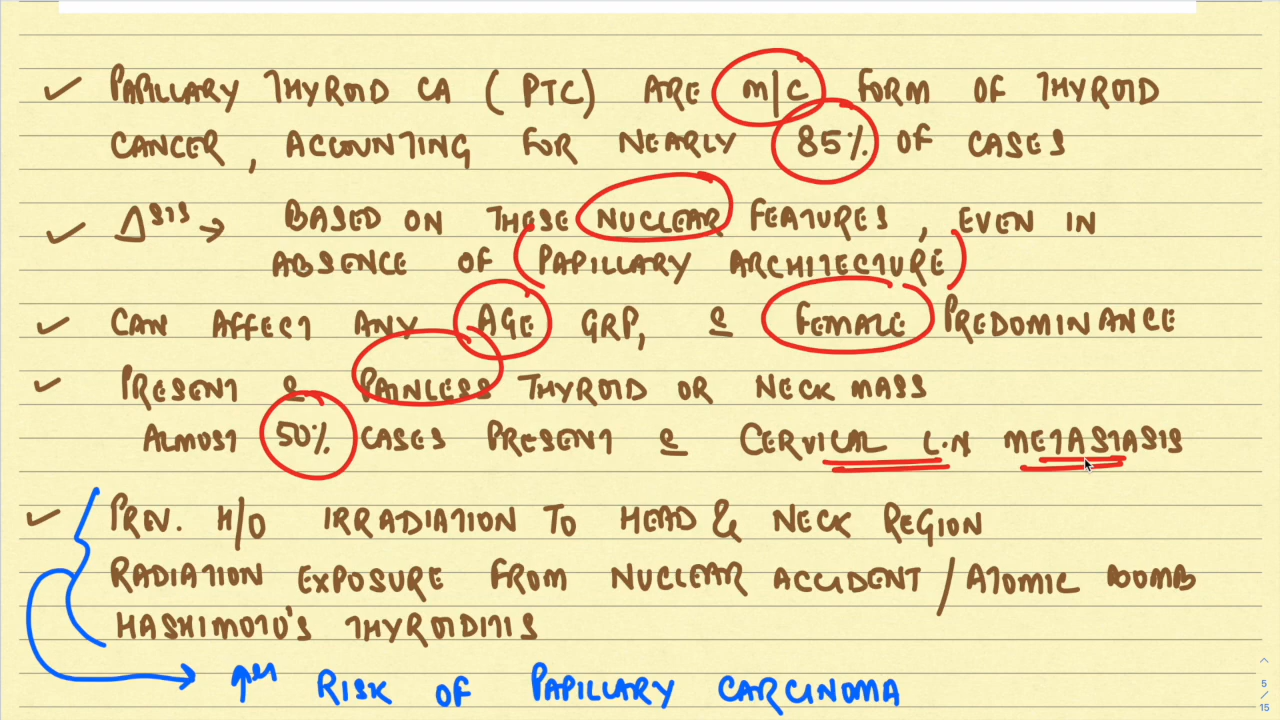 ✓ PAPILLARY THYROID CA (PTC) ARE M/C FORM OF THYROID
CANCER, ACCOUNTING FOR NEARLY 85% OF CASES
✓ Δsis → BASED ON THESE NUCLEAR FEATURES, EVEN IN
ABSENCE OF (PAPILLARY ARCHITECTURE)
✓ CAN AFFECT ANY AGE GRP, c̄ FEMALE PREDOMINANCE
✓ PRESENT c̄ PAINLESS THYROID OR NECK MASS
ALMOST 50% CASES PRESENT c̄ CERVICAL L.N METASTASIS
✓ PREV. H/O IRRADIATION TO HEAD & NECK REGION
RADIATION EXPOSURE FROM NUCLEAR ACCIDENT / ATOMIC BOMB
HASHIMOTO'S THYROIDITIS
→ RISK OF PAPILLARY CARCINOMA
5
/
15